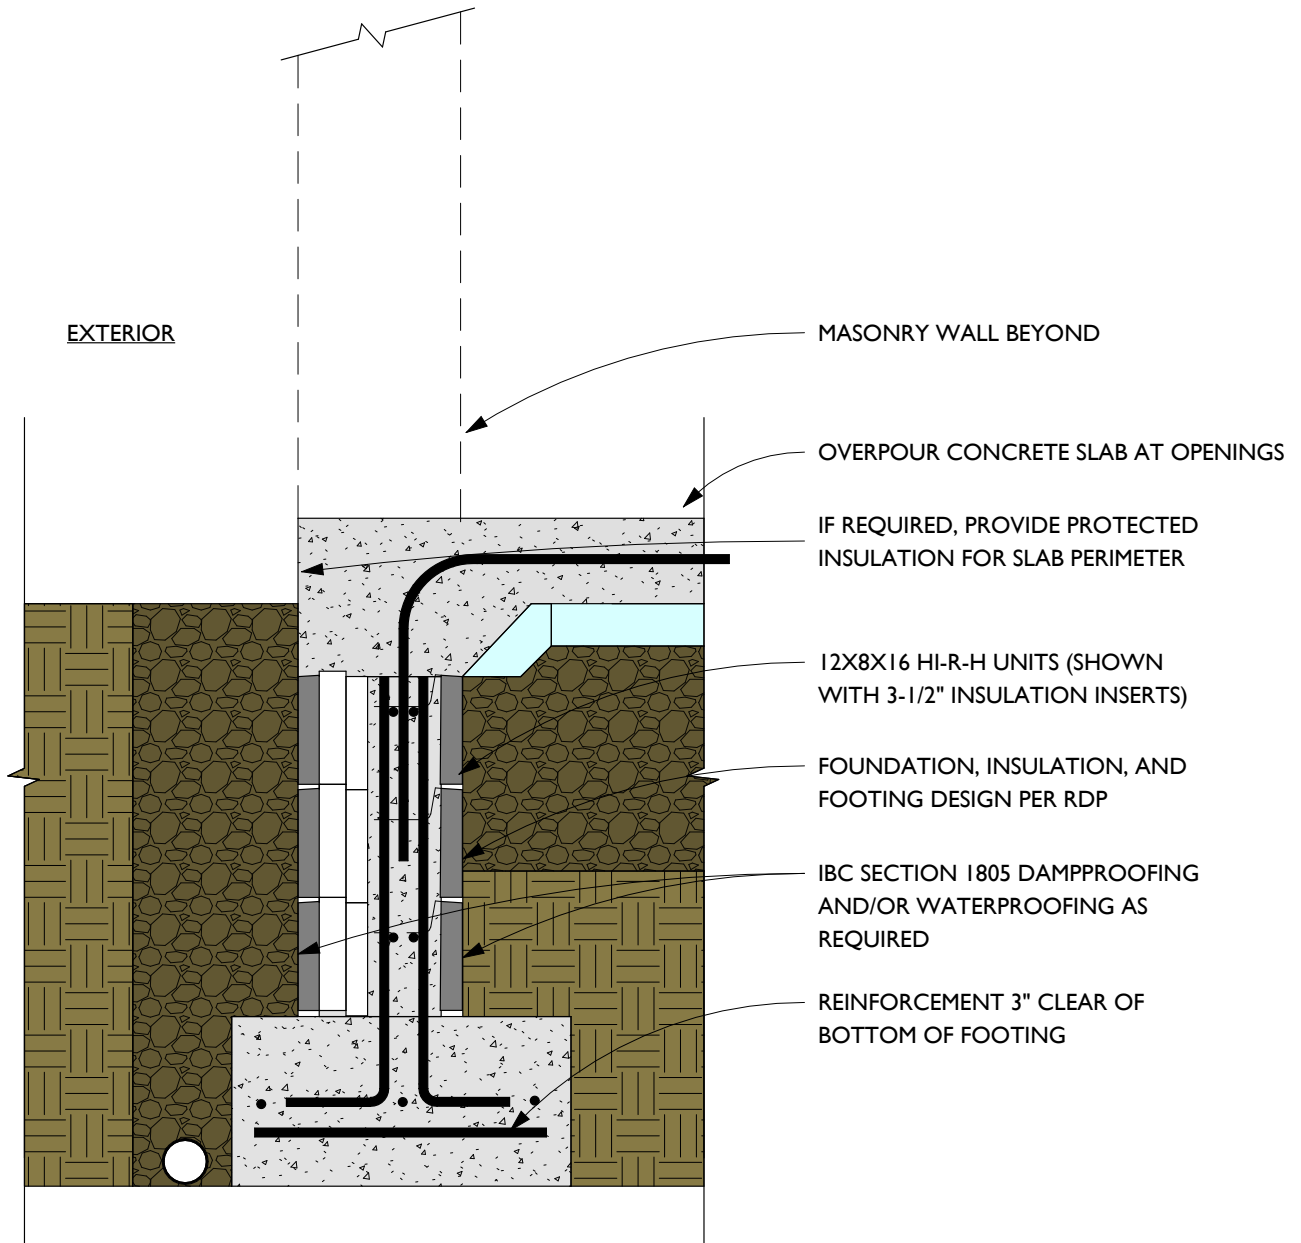 EXTERIOR
MASONRY WALL BEYOND
OVERPOUR CONCRETE SLAB AT OPENINGS
IF REQUIRED, PROVIDE PROTECTED
INSULATION FOR SLAB PERIMETER
12X8X16 HI-R-H UNITS (SHOWN
WITH 3-1/2" INSULATION INSERTS)
FOUNDATION, INSULATION, AND
FOOTING DESIGN PER RDP
IBC SECTION 1805 DAMPPROOFING
AND/OR WATERPROOFING AS
REQUIRED
REINFORCEMENT 3" CLEAR OF
BOTTOM OF FOOTING